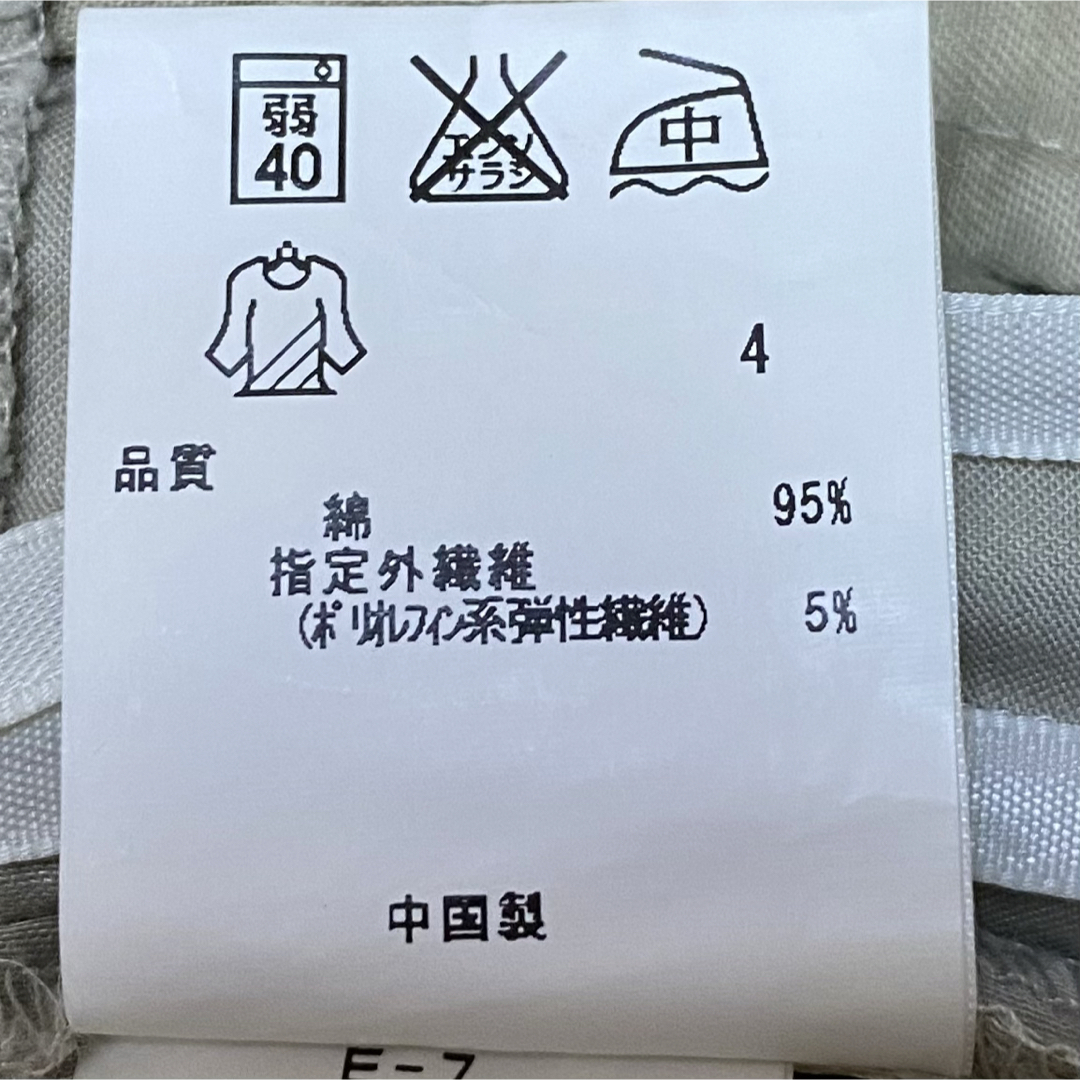 弱
40
エンソ
サラシ
中
4
品質
綿 95%
指定外繊維
(ポリオレフィン系弾性繊維) 5%
中国製